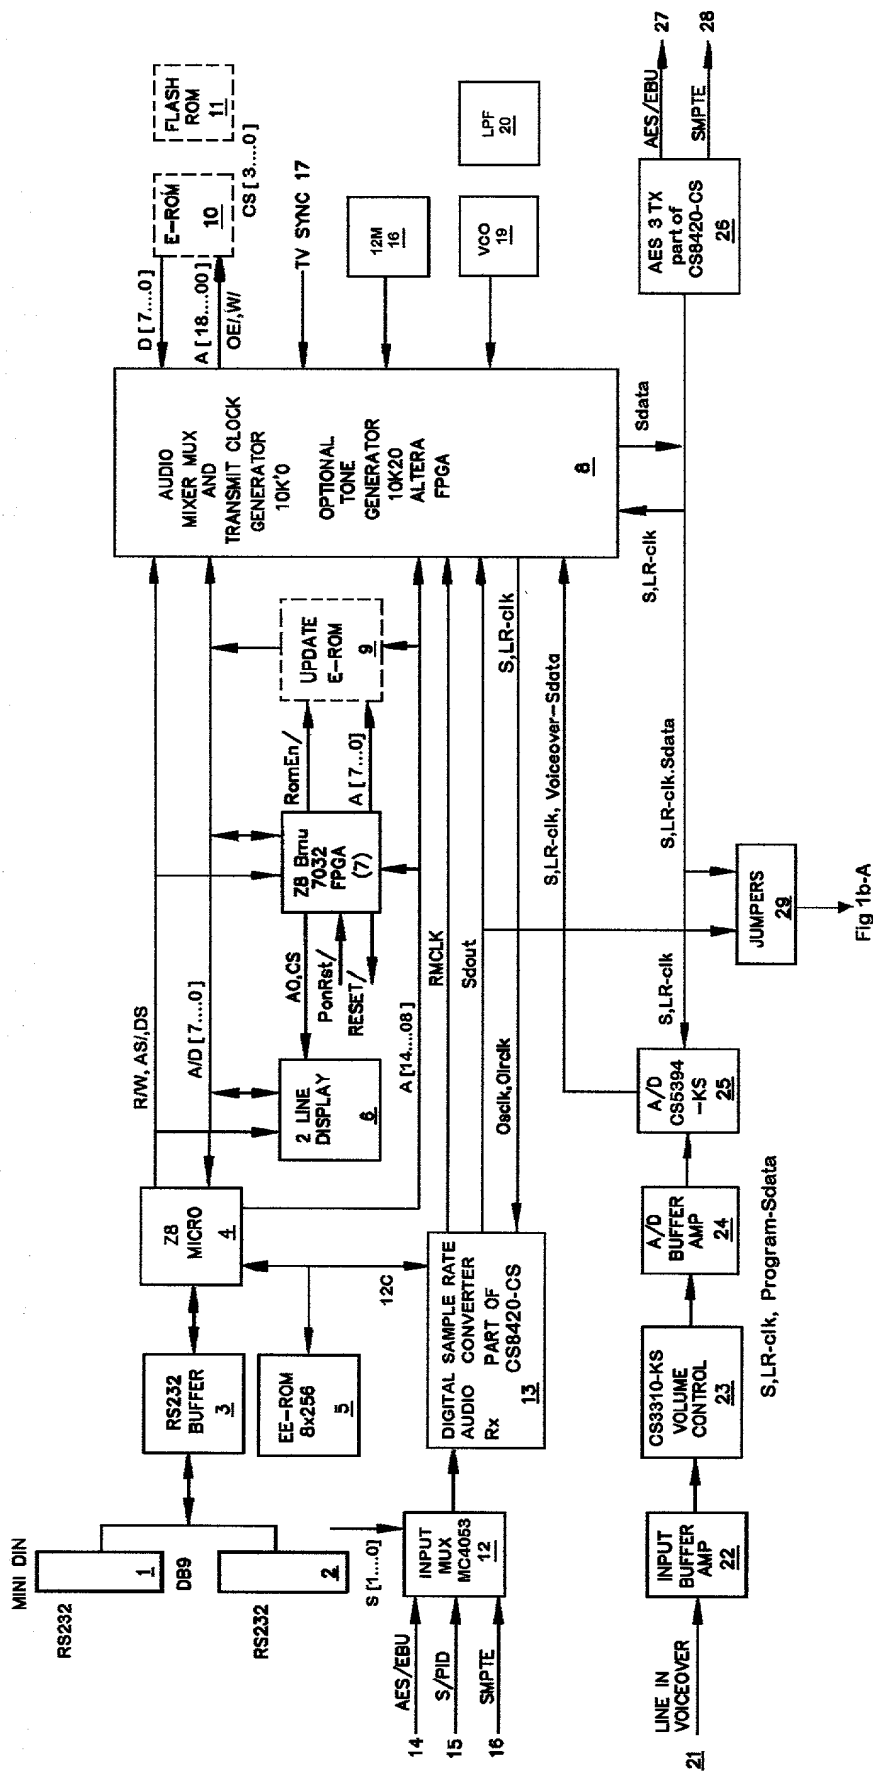 MINI DIN
RS232
1
DB9
RS232
2
RS232
BUFFER
3
Z8
MICRO
4
EE-ROM
8x256
5
12C
R/W, AS/,DS
A/D [7....0]
2 LINE
DISPLAY
6
AO,CS
PonRst/
RESET/
A [14....08]
Z8 Bmu
7032
FPGA
(7)
RomEn/
A [7...0]
UPDATE
E-ROM
9
AUDIO
MIXER MUX
AND
TRANSMIT CLOCK
GENERATOR
10K'0
OPTIONAL
TONE
GENERATOR
10K20
ALTERA
FPGA
8
D [7....0]
A [18....00]
OE/,W/
E-ROM
10
FLASH
ROM
11
CS [3....0]
TV SYNC 17
12M
16
VCO
19
LPF
20
S [1....0]
AES/EBU
14
S/PID
15
SMPTE
16
INPUT
MUX
MC4053
12
DIGITAL SAMPLE RATE
AUDIO CONVERTER
Rx PART OF
CS8420-CS
13
RMCLK
Sdout
Osclk,Olrclk
S,LR-clk
S,LR-clk, Voiceover-Sdata
Sdata
S,LR-clk
LINE IN
VOICEOVER
21
INPUT
BUFFER
AMP
22
CS3310-KS
VOLUME
CONTROL
23
A/D
BUFFER
AMP
24
A/D
CS5394
-KS
25
S,LR-clk
S,LR-clk.Sdata
S,LR-clk, Program-Sdata
JUMPERS
29
Fig 1b-A
AES 3 TX
part of
CS8420-CS
26
AES/EBU
27
SMPTE
28